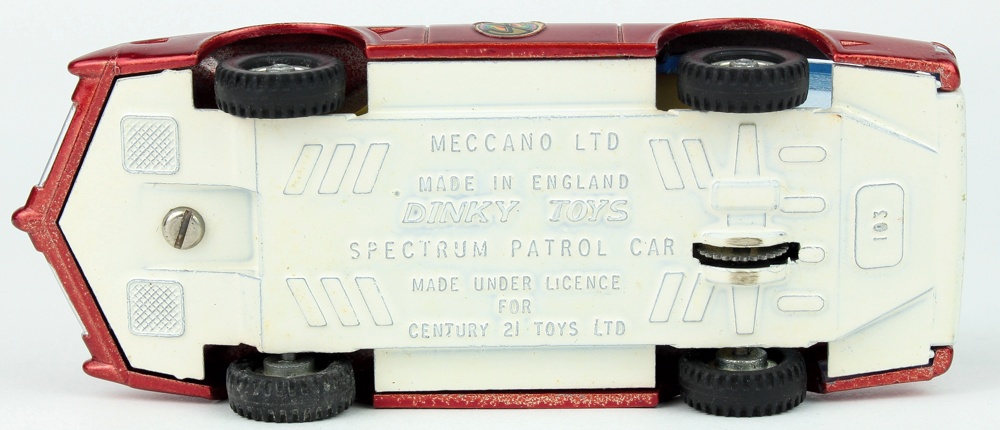 MECCANO LTD
MADE IN ENGLAND
DINKY TOYS
SPECTRUM PATROL CAR
MADE UNDER LICENCE
FOR
CENTURY 21 TOYS LTD
103